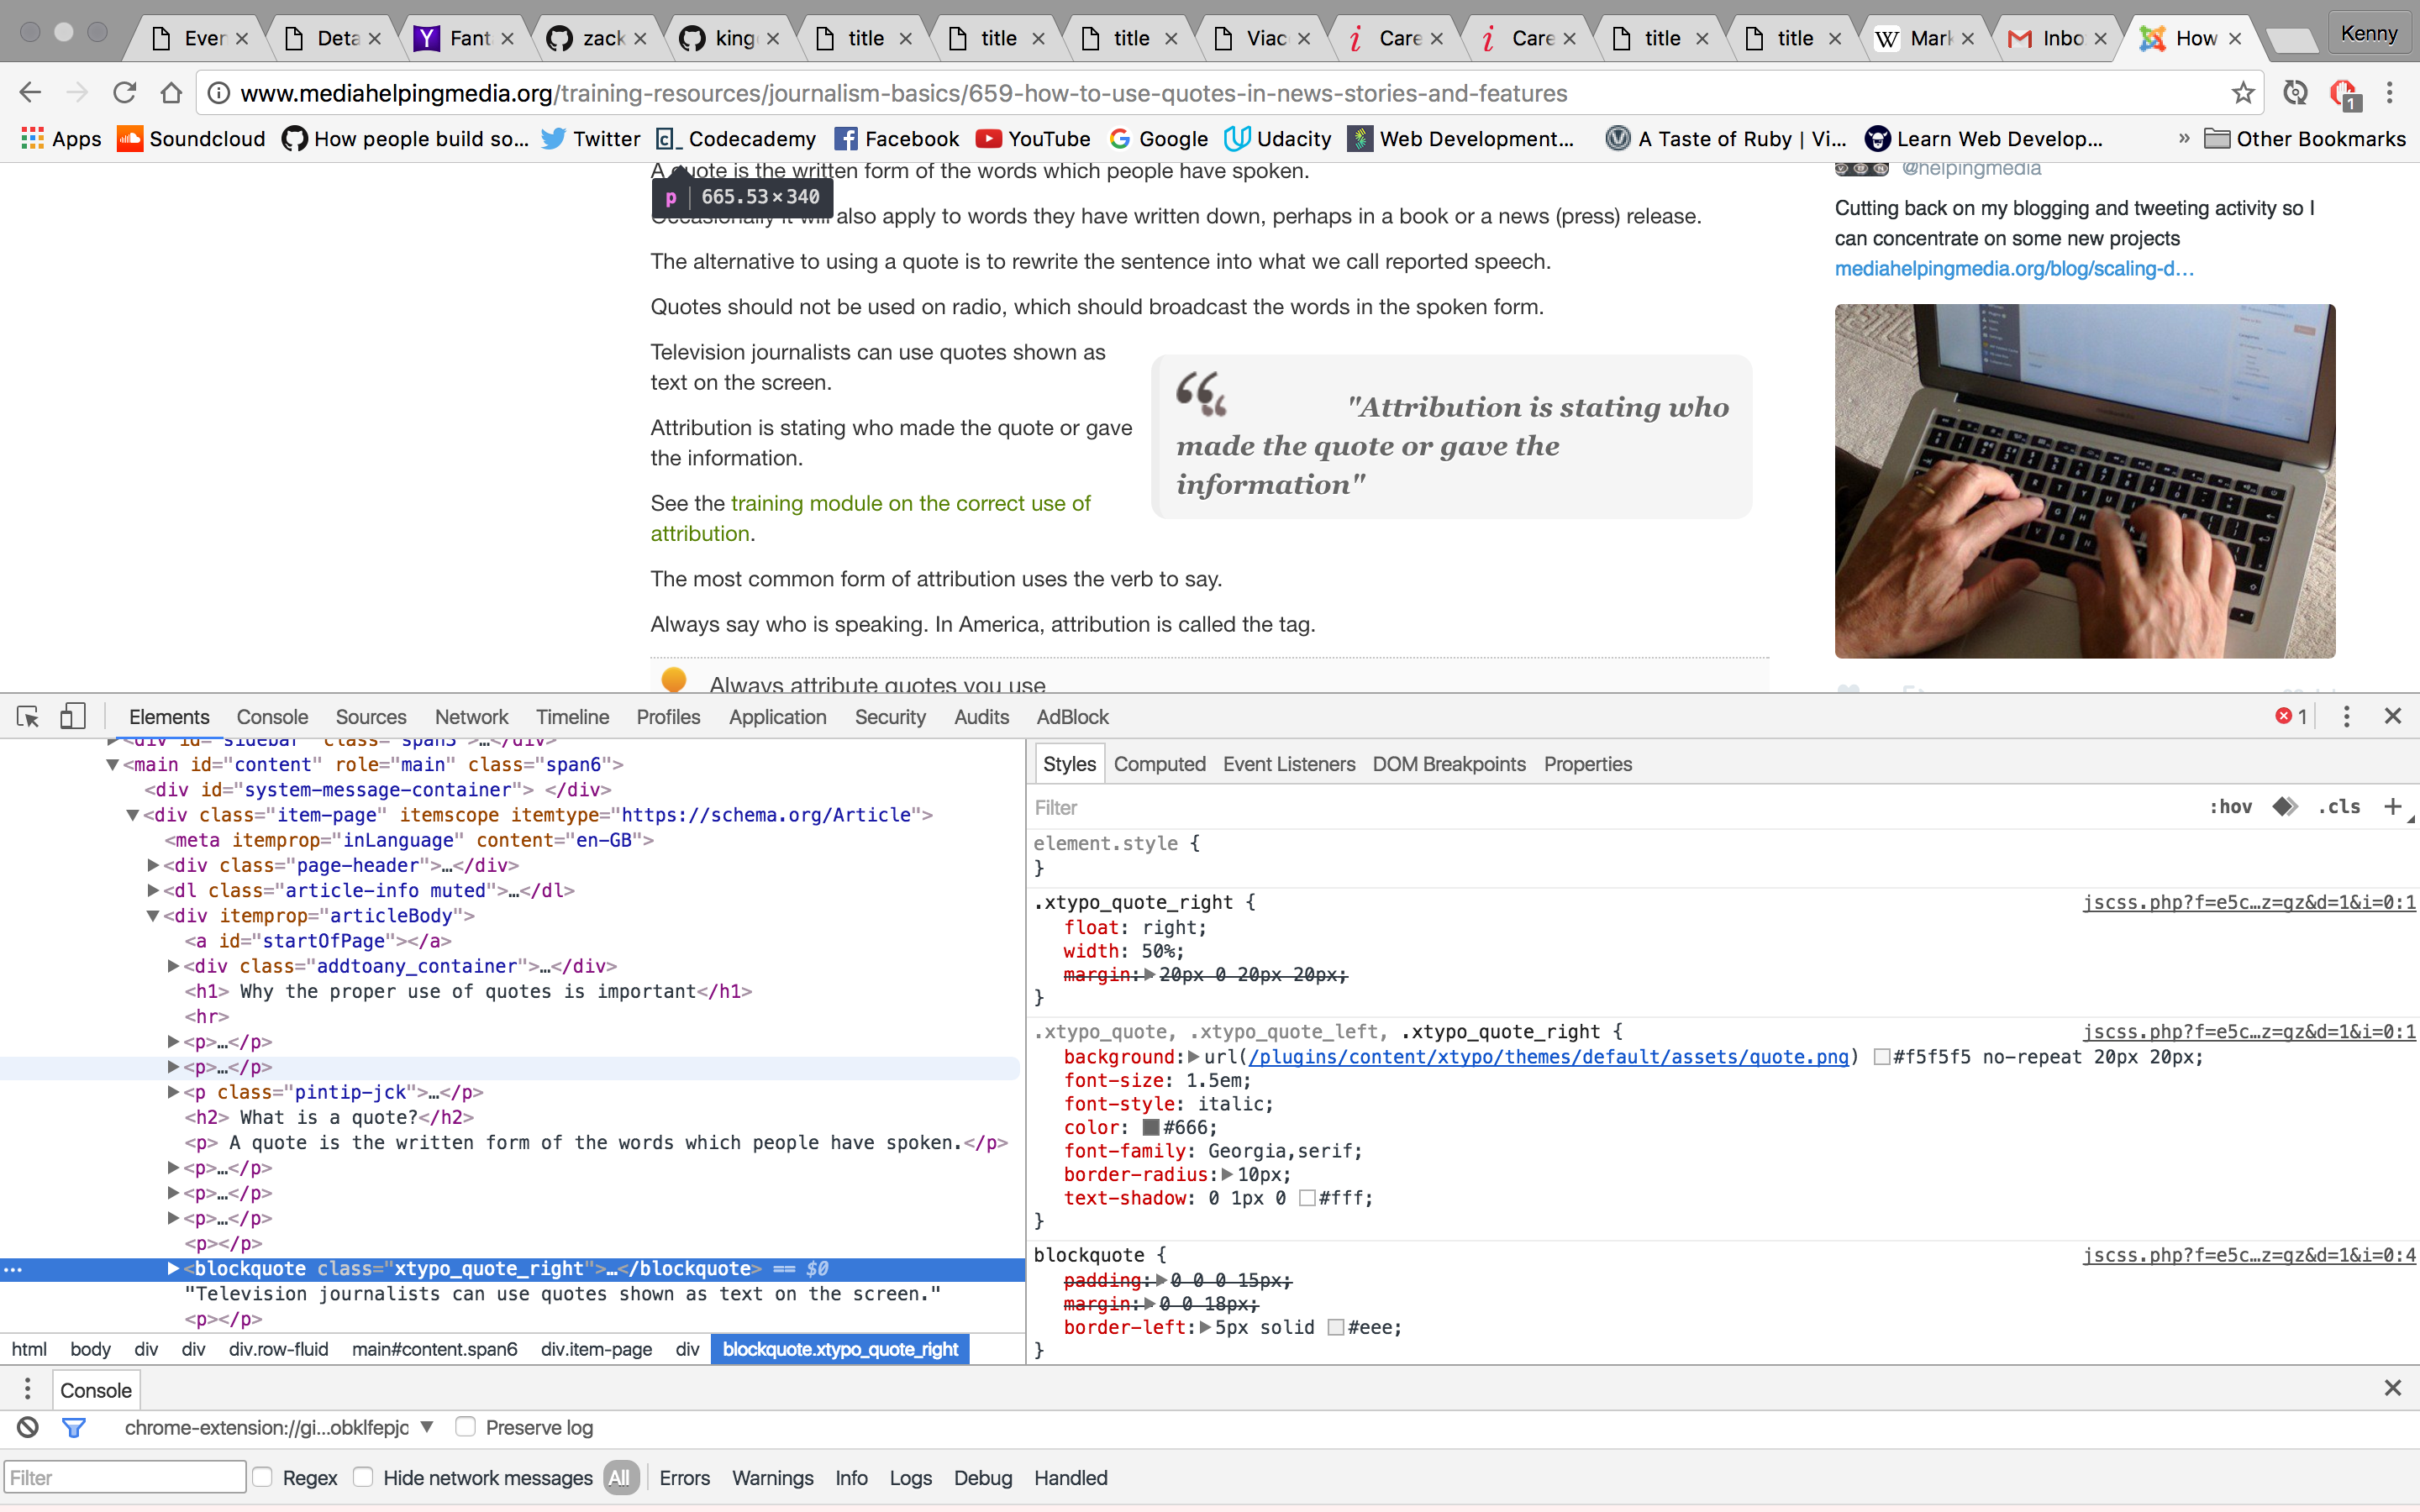 Ever
Deta
Fant
zack
king
title
title
title
Viac
Care
Care
title
title
Mark
Inbo
How
Kenny
www.mediahelpingmedia.org/training-resources/journalism-basics/659-how-to-use-quotes-in-news-stories-and-features
1
Apps
Soundcloud
How people build so...
Twitter
Codecademy
Facebook
YouTube
Google
Udacity
Web Development...
A Taste of Ruby | Vi...
Learn Web Develop...
»
Other Bookmarks
A quote is the written form of the words which people have spoken.
p | 665.53×340
Occasionally it will also apply to words they have written down, perhaps in a book or a news (press) release.
The alternative to using a quote is to rewrite the sentence into what we call reported speech.
Quotes should not be used on radio, which should broadcast the words in the spoken form.
Television journalists can use quotes shown as
text on the screen.
Attribution is stating who made the quote or gave
the information.
See the training module on the correct use of
attribution.
"Attribution is stating who
made the quote or gave the
information"
The most common form of attribution uses the verb to say.
Always say who is speaking. In America, attribution is called the tag.
Always attribute quotes you use
@helpingmedia
Cutting back on my blogging and tweeting activity so I
can concentrate on some new projects
mediahelpingmedia.org/blog/scaling-d…
Elements Console Sources Network Timeline Profiles Application Security Audits AdBlock
1
<div id="sidebar" class="span3">…</div>
<main id="content" role="main" class="span6">
<div id="system-message-container"> </div>
<div class="item-page" itemscope itemtype="https://schema.org/Article">
<meta itemprop="inLanguage" content="en-GB">
<div class="page-header">…</div>
<dl class="article-info muted">…</dl>
<div itemprop="articleBody">
<a id="startOfPage"></a>
<div class="addtoany_container">…</div>
<h1> Why the proper use of quotes is important</h1>
<hr>
<p>…</p>
<p>…</p>
<p class="pintip-jck">…</p>
<h2> What is a quote?</h2>
<p> A quote is the written form of the words which people have spoken.</p>
<p>…</p>
<p>…</p>
<p>…</p>
<p></p>
… <blockquote class="xtypo_quote_right">…</blockquote> == $0
"Television journalists can use quotes shown as text on the screen."
<p></p>
html body div div div.row-fluid main#content.span6 div.item-page div blockquote.xtypo_quote_right
Styles Computed Event Listeners DOM Breakpoints Properties
Filter
:hov .cls +
element.style {
}
.xtypo_quote_right {
jscss.php?f=e5c…z=gz&d=1&i=0:1
float: right;
width: 50%;
margin: 20px 0 20px 20px;
}
.xtypo_quote, .xtypo_quote_left, .xtypo_quote_right {
jscss.php?f=e5c…z=gz&d=1&i=0:1
background: url(/plugins/content/xtypo/themes/default/assets/quote.png) #f5f5f5 no-repeat 20px 20px;
font-size: 1.5em;
font-style: italic;
color: #666;
font-family: Georgia,serif;
border-radius: 10px;
text-shadow: 0 1px 0 #fff;
}
blockquote {
jscss.php?f=e5c…z=gz&d=1&i=0:4
padding: 0 0 0 15px;
margin: 0 0 18px;
border-left: 5px solid #eee;
}
Console
chrome-extension://gi…obklfepjc
Preserve log
Filter
Regex
Hide network messages
All
Errors Warnings Info Logs Debug Handled